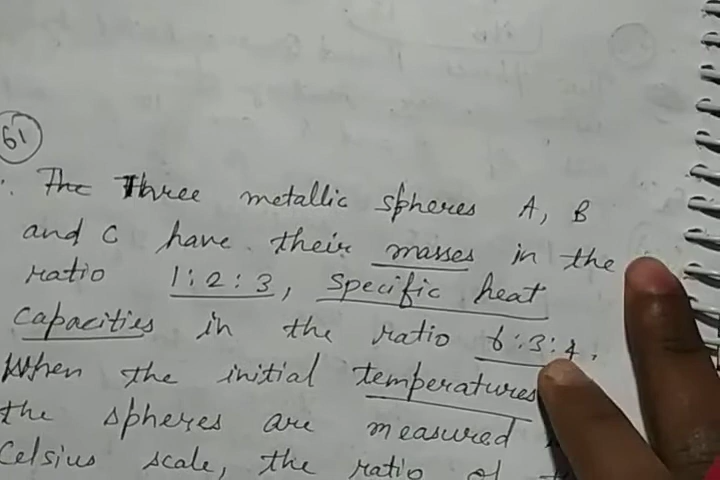 61
The Three metallic spheres A, B
and C have their masses in the
ratio 1:2:3, specific heat
capacities in the ratio 6:3:4.
When the initial temperatures
the spheres are measured
Celsius scale, the ratio of